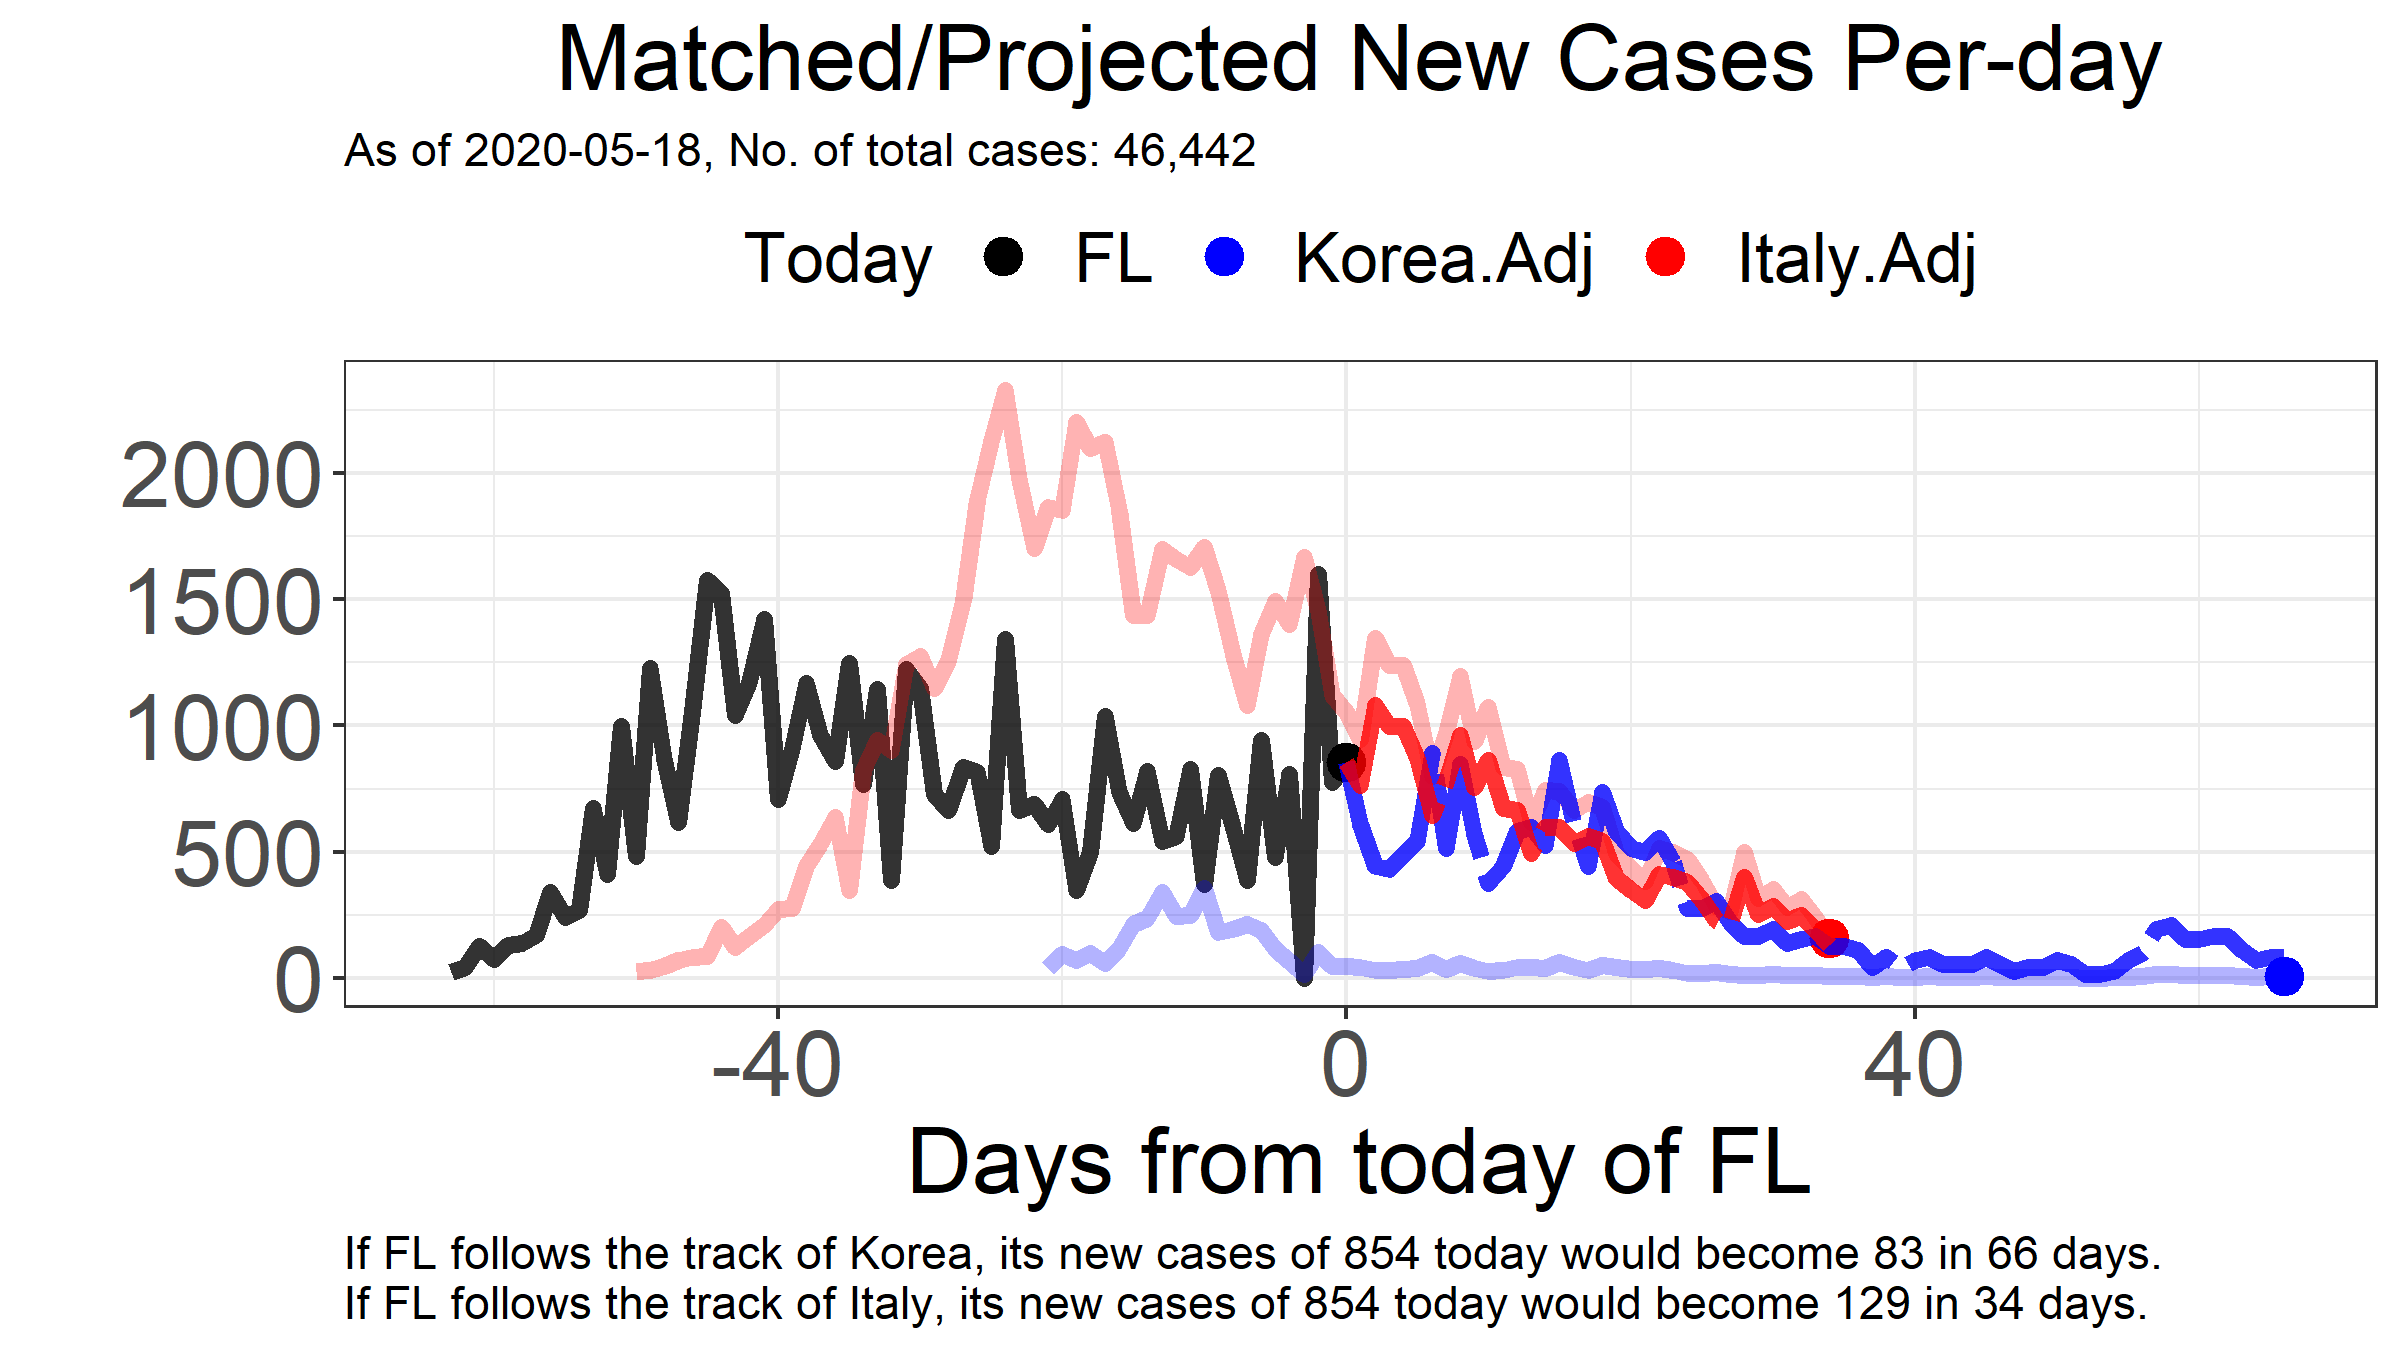 Matched/Projected New Cases Per-day
As of 2020-05-18, No. of total cases: 46,442
Today FL Korea.Adj Italy.Adj
2000
1500
1000
500
0
-40 0 40
Days from today of FL
If FL follows the track of Korea, its new cases of 854 today would become 83 in 66 days.
If FL follows the track of Italy, its new cases of 854 today would become 129 in 34 days.